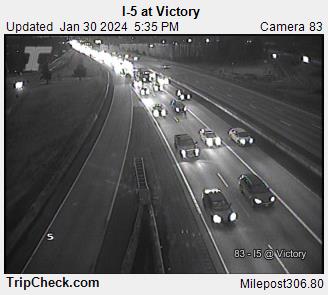 I-5 at Victory
Updated  Jan 30 2024  5:35 PM
Camera 83
T
S
83 - I5 @ Victory
TripCheck.com
Milepost306.80